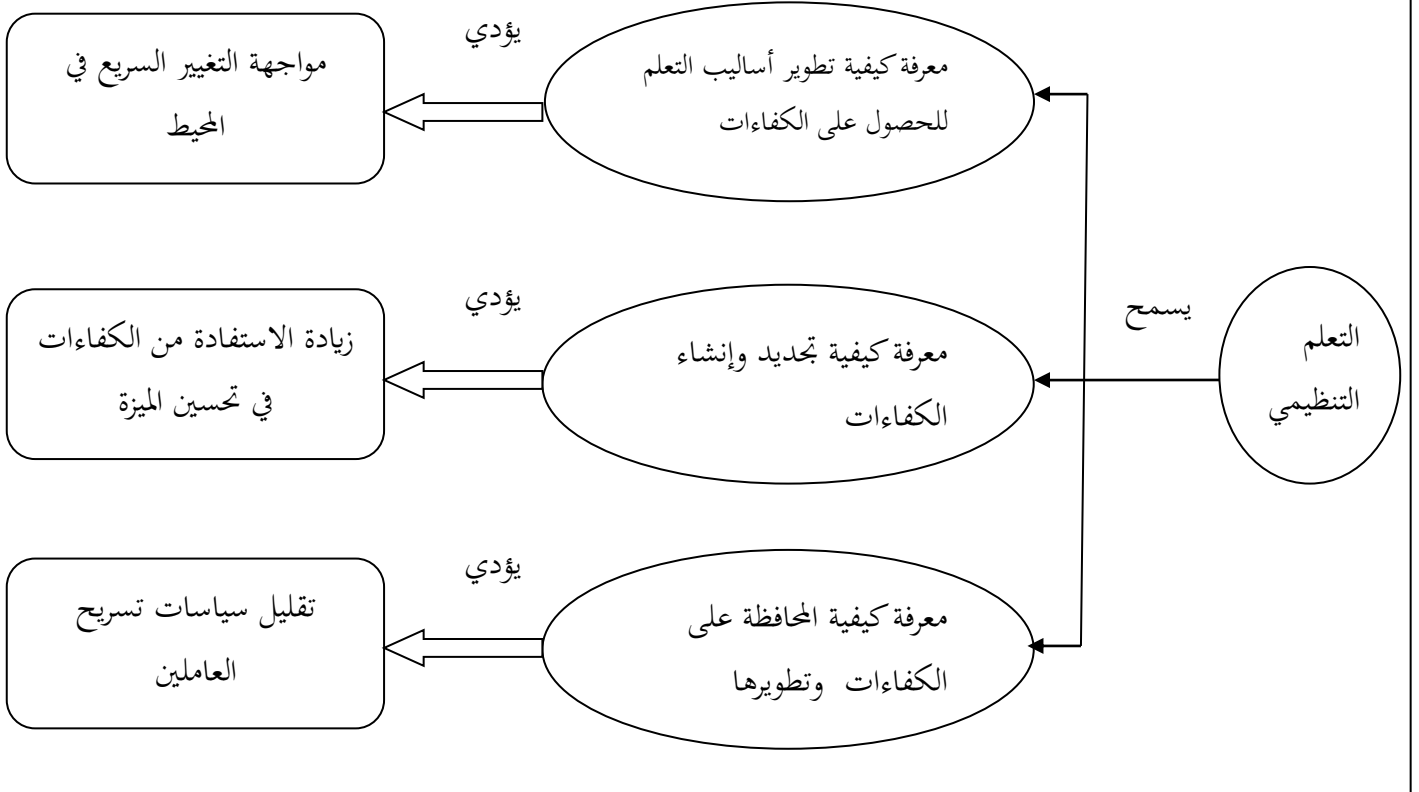 التعلم
التنظيمي
يسمح
معرفة كيفية تطوير أساليب التعلم
للحصول على الكفاءات
يؤدي
مواجهة التغيير السريع في
المحيط
معرفة كيفية تجديد وإنشاء
الكفاءات
يؤدي
زيادة الاستفادة من الكفاءات
في تحسين الميزة
معرفة كيفية المحافظة على
الكفاءات وتطويرها
يؤدي
تقليل سياسات تسريح
العاملين